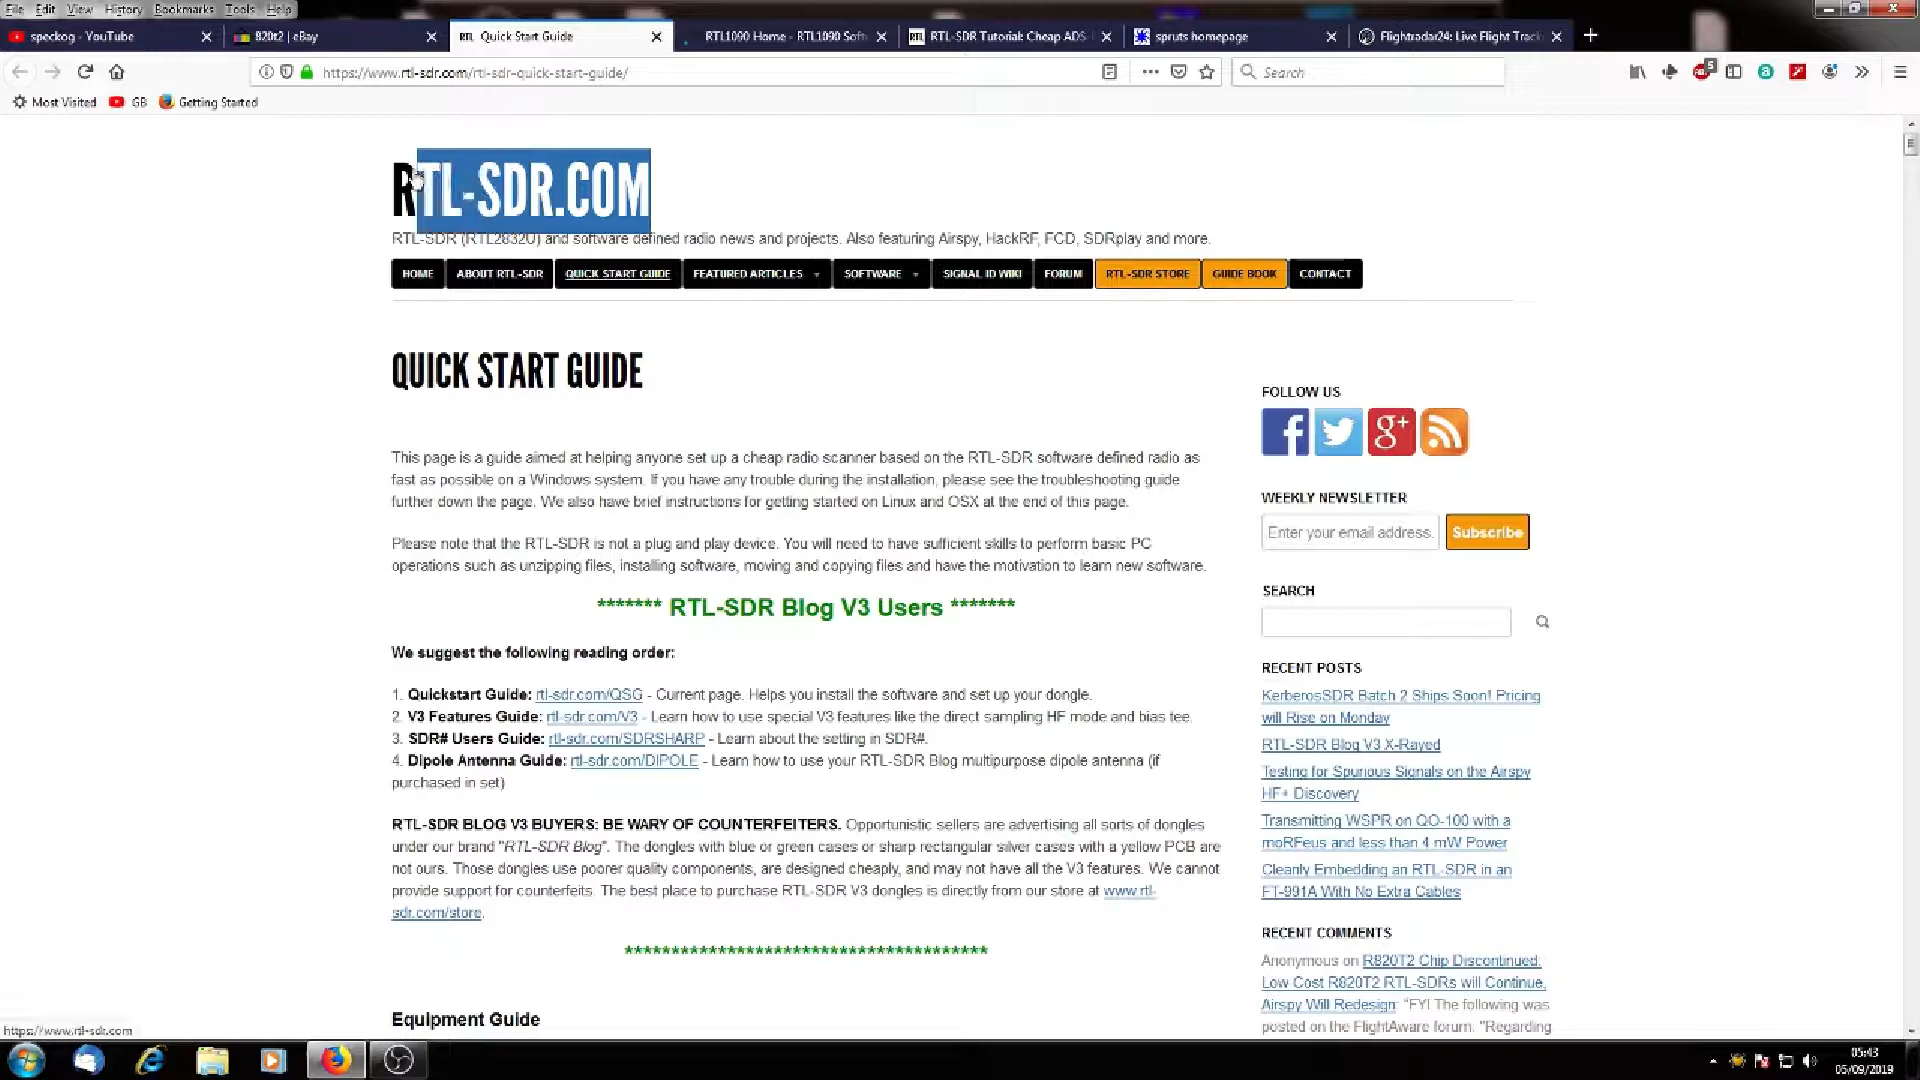 File Edit View History Bookmarks Tools Help
speckog - YouTube
820t2 | eBay
RTL Quick Start Guide
RTL1090 Home - RTL1090 Softw
RTL RTL-SDR Tutorial: Cheap ADS-
spruts homepage
Flightradar24: Live Flight Track
https://www.rtl-sdr.com/rtl-sdr-quick-start-guide/
Search
5
Most Visited GB Getting Started
RTL-SDR.COM
RTL-SDR (RTL2832U) and software defined radio news and projects. Also featuring Airspy, HackRF, FCD, SDRplay and more.
HOME ABOUT RTL-SDR QUICK START GUIDE FEATURED ARTICLES SOFTWARE SIGNAL ID WIKI FORUM RTL-SDR STORE GUIDE BOOK CONTACT
QUICK START GUIDE
This page is a guide aimed at helping anyone set up a cheap radio scanner based on the RTL-SDR software defined radio as
fast as possible on a Windows system. If you have any trouble during the installation, please see the troubleshooting guide
further down the page. We also have brief instructions for getting started on Linux and OSX at the end of this page.
Please note that the RTL-SDR is not a plug and play device. You will need to have sufficient skills to perform basic PC
operations such as unzipping files, installing software, moving and copying files and have the motivation to learn new software.
******* RTL-SDR Blog V3 Users *******
We suggest the following reading order:
1. Quickstart Guide: rtl-sdr.com/QSG - Current page. Helps you install the software and set up your dongle.
2. V3 Features Guide: rtl-sdr.com/V3 - Learn how to use special V3 features like the direct sampling HF mode and bias tee.
3. SDR# Users Guide: rtl-sdr.com/SDRSHARP - Learn about the setting in SDR#.
4. Dipole Antenna Guide: rtl-sdr.com/DIPOLE - Learn how to use your RTL-SDR Blog multipurpose dipole antenna (if
purchased in set)
RTL-SDR BLOG V3 BUYERS: BE WARY OF COUNTERFEITERS. Opportunistic sellers are advertising all sorts of dongles
under our brand "RTL-SDR Blog". The dongles with blue or green cases or sharp rectangular silver cases with a yellow PCB are
not ours. Those dongles use poorer quality components, are designed cheaply, and may not have all the V3 features. We cannot
provide support for counterfeits. The best place to purchase RTL-SDR V3 dongles is directly from our store at www.rtl-
sdr.com/store.
***************************************
Equipment Guide
FOLLOW US
f g+
WEEKLY NEWSLETTER
Enter your email address. Subscribe
SEARCH
RECENT POSTS
KerberosSDR Batch 2 Ships Soon! Pricing
will Rise on Monday
RTL-SDR Blog V3 X-Rayed
Testing for Spurious Signals on the Airspy
HF+ Discovery
Transmitting WSPR on QO-100 with a
moRFeus and less than 4 mW Power
Cleanly Embedding an RTL-SDR in an
FT-991A With No Extra Cables
RECENT COMMENTS
Anonymous on R820T2 Chip Discontinued:
Low Cost R820T2 RTL-SDRs will Continue,
Airspy Will Redesign: "FYI The following was
posted on the FlightAware forum. "Regarding
https://www.rtl-sdr.com
05:43
05/09/2019